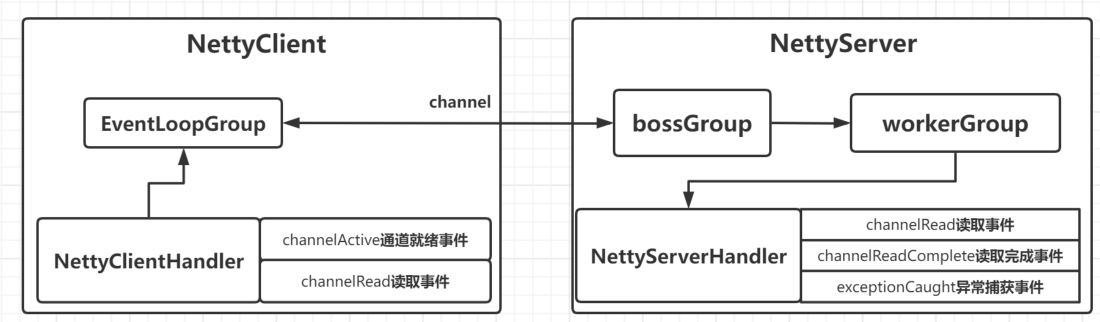 NettyClient
EventLoopGroup
NettyClientHandler
channelActive通道就绪事件
channelRead读取事件
channel
NettyServer
bossGroup
workerGroup
NettyServerHandler
channelRead读取事件
channelReadComplete读取完成事件
exceptionCaught异常捕获事件